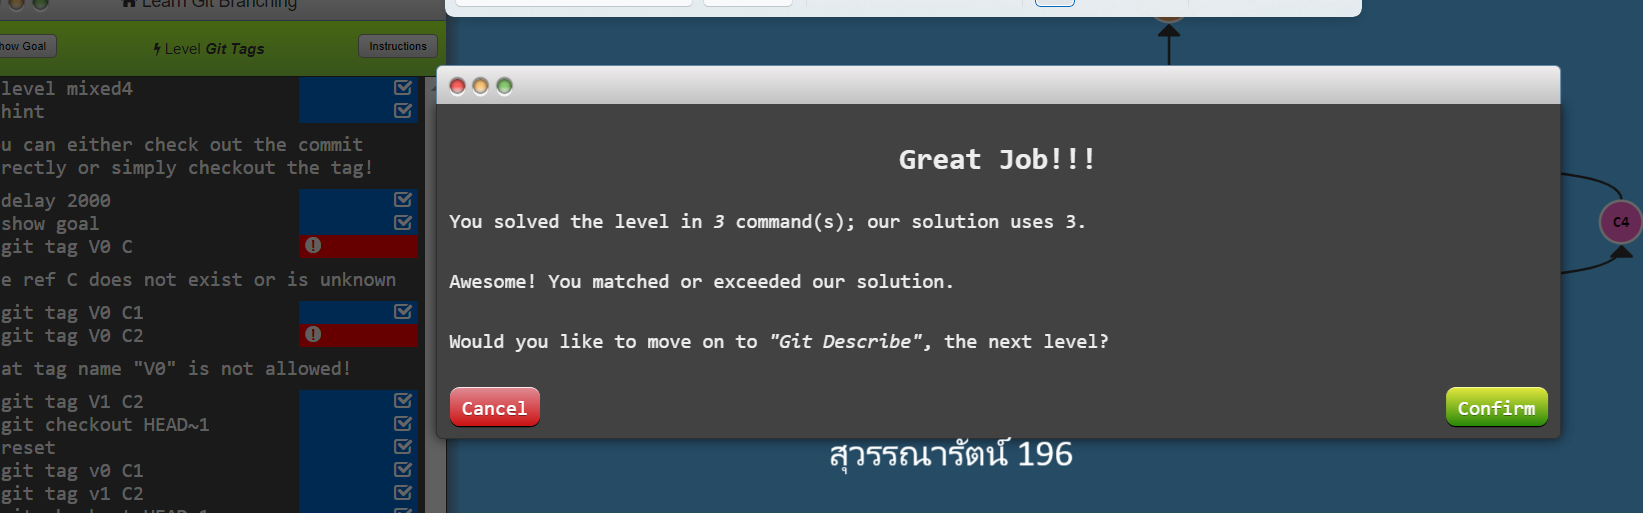 Learn Git Branching
how Goal
Level Git Tags
Instructions
level mixed4
hint
u can either check out the commit
rectly or simply checkout the tag!
delay 2000
show goal
git tag V0 C
e ref C does not exist or is unknown
git tag V0 C1
git tag V0 C2
at tag name "V0" is not allowed!
git tag V1 C2
git checkout HEAD~1
reset
git tag v0 C1
git tag v1 C2
Great Job!!!
You solved the level in 3 command(s); our solution uses 3.
Awesome! You matched or exceeded our solution.
Would you like to move on to "Git Describe", the next level?
Cancel
Confirm
C4
สุวรรณารัตน์ 196